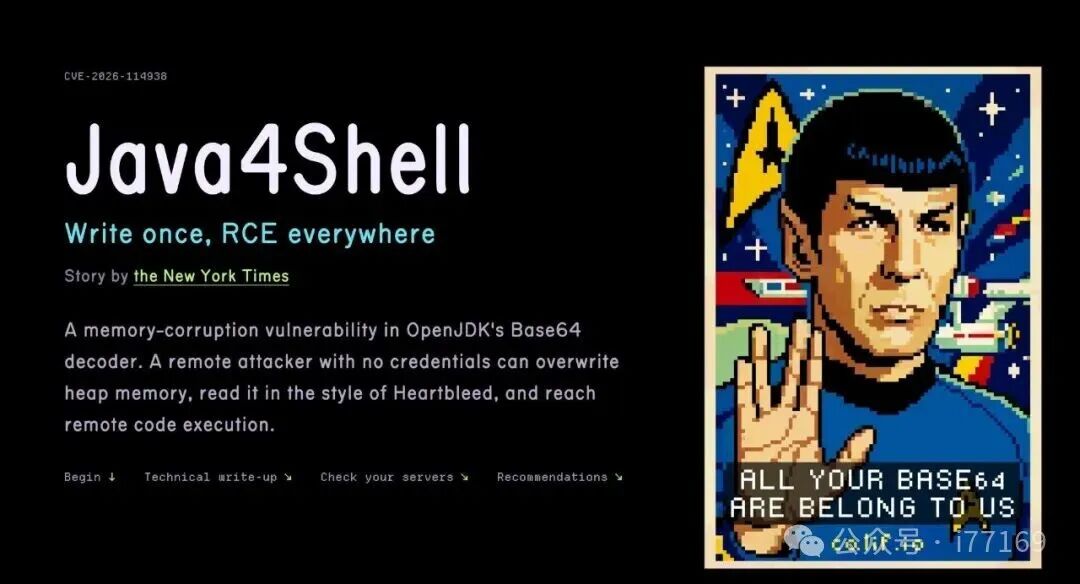 CVE-2026-114938
Java4Shell
Write once, RCE everywhere
Story by the New York Times
A memory-corruption vulnerability in OpenJDK's Base64
decoder. A remote attacker with no credentials can overwrite
heap memory, read it in the style of Heartbleed, and reach
remote code execution.
Begin ↓ Technical write-up ↘ Check your servers ↘ Recommendations ↘
ALL YOUR BASE64
ARE BELONG TO US
公众号 · i77169